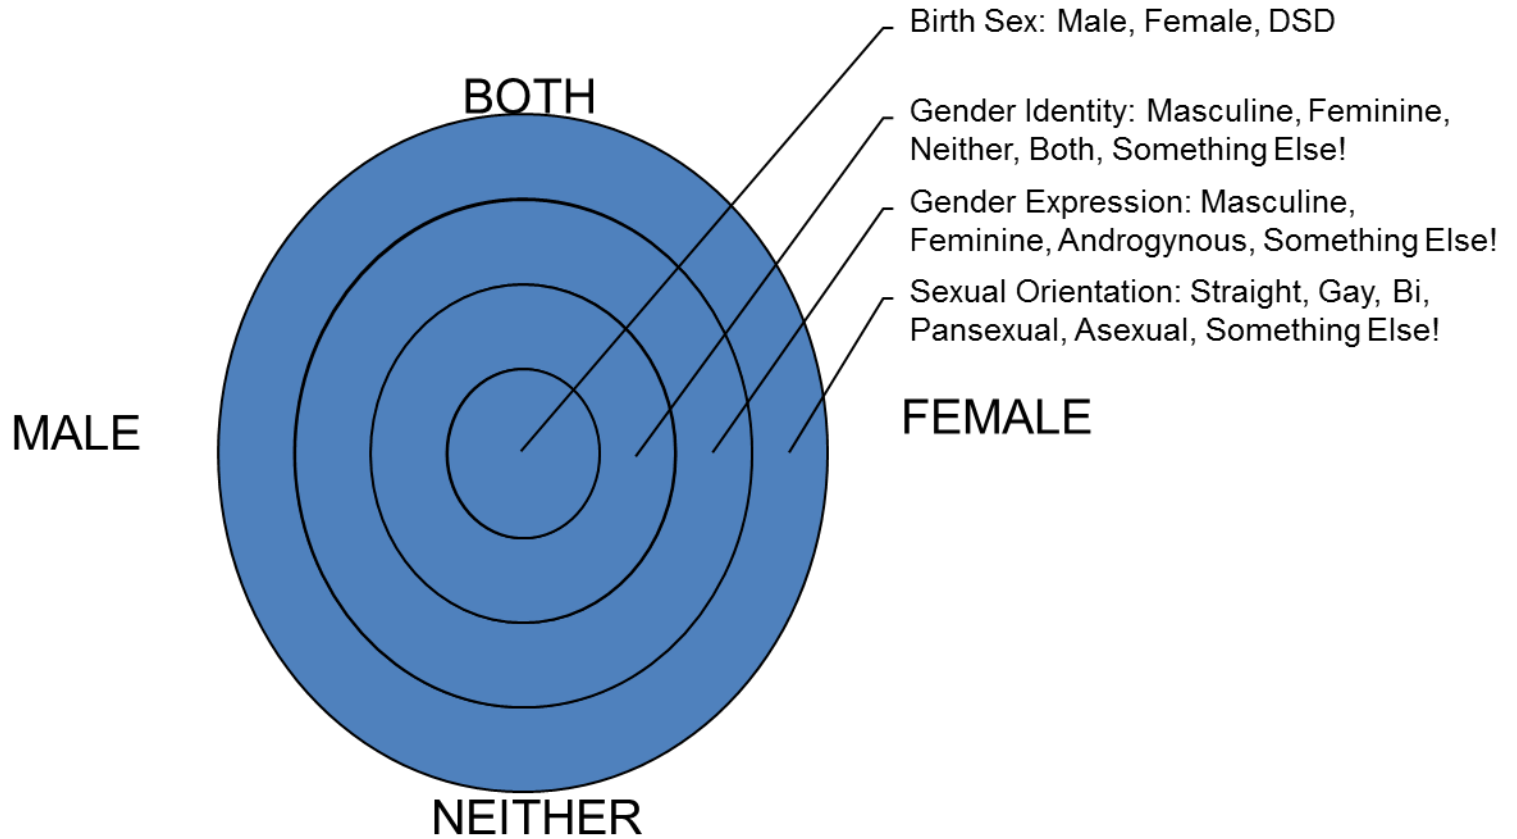 Birth Sex: Male, Female, DSD
BOTH
Gender Identity: Masculine, Feminine,
Neither, Both, Something Else!
Gender Expression: Masculine,
Feminine, Androgynous, Something Else!
Sexual Orientation: Straight, Gay, Bi,
Pansexual, Asexual, Something Else!
MALE
FEMALE
NEITHER